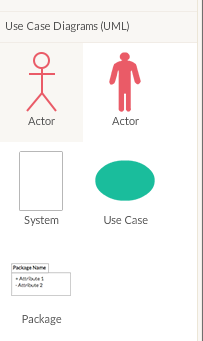 Use Case Diagrams (UML)
Actor
Actor
System
Use Case
Package Name
+ Attribute 1
- Attribute 2
Package